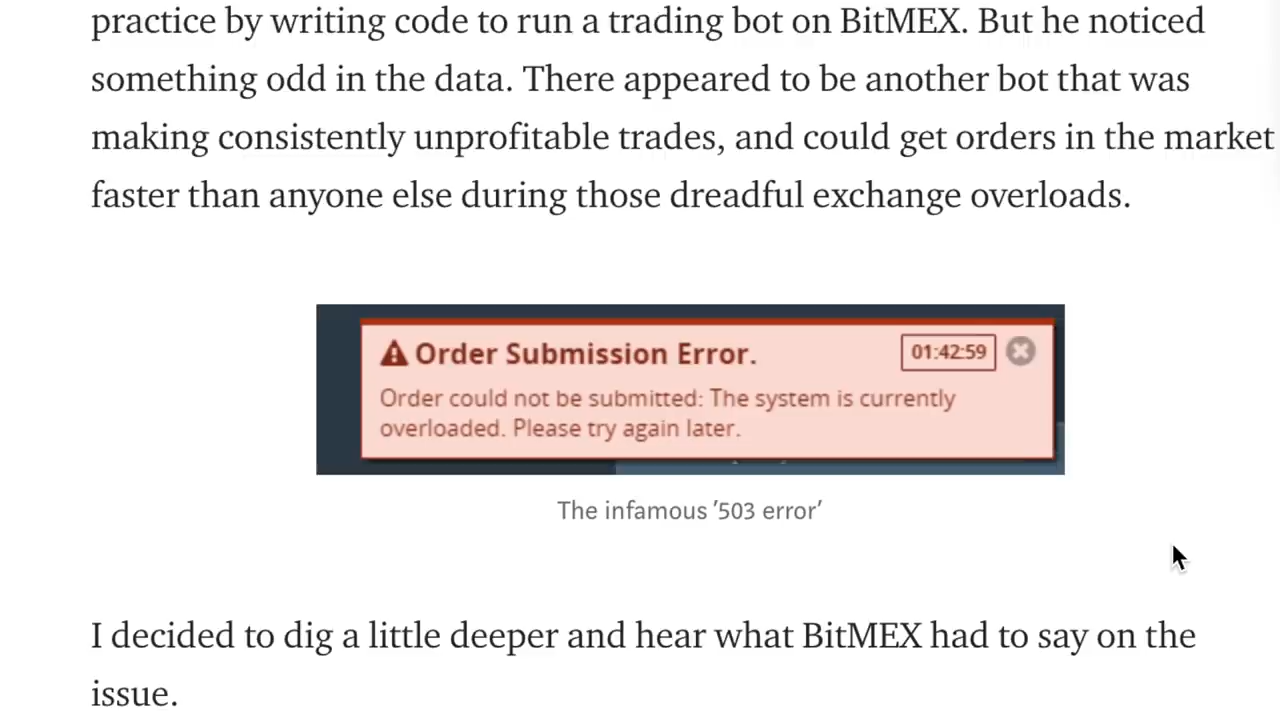 practice by writing code to run a trading bot on BitMEX. But he noticed
something odd in the data. There appeared to be another bot that was
making consistently unprofitable trades, and could get orders in the market
faster than anyone else during those dreadful exchange overloads.
Order Submission Error.
01:42:59
Order could not be submitted: The system is currently
overloaded. Please try again later.
The infamous '503 error'
I decided to dig a little deeper and hear what BitMEX had to say on the
issue.